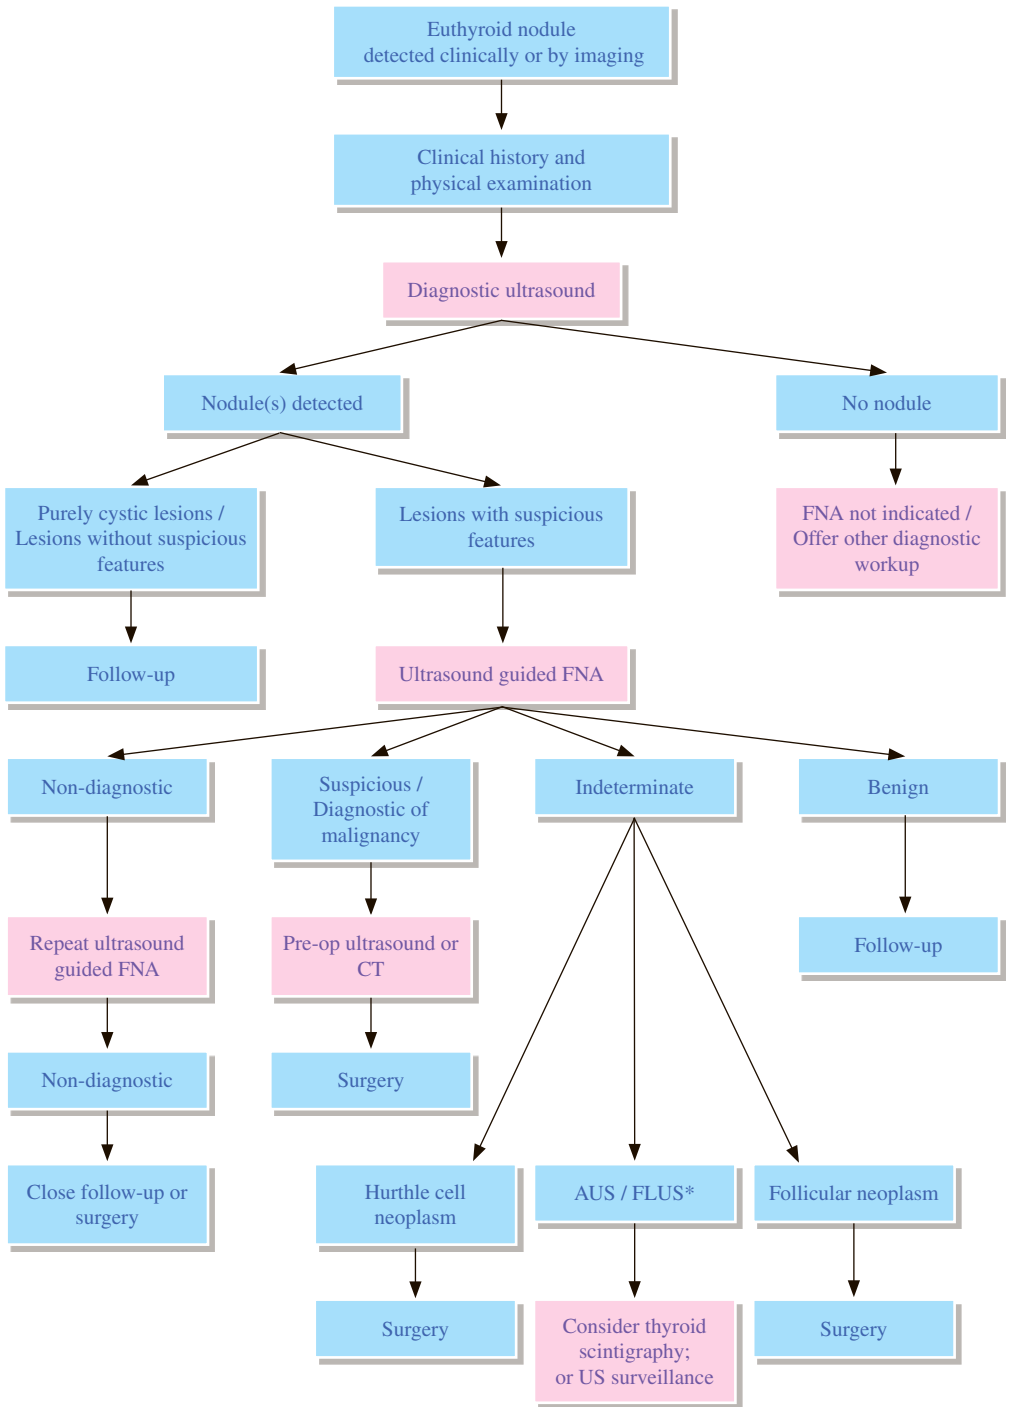 Euthyroid nodule
detected clinically or by imaging
Clinical history and
physical examination
Diagnostic ultrasound
Nodule(s) detected
No nodule
Purely cystic lesions /
Lesions without suspicious
features
Lesions with suspicious
features
FNA not indicated /
Offer other diagnostic
workup
Follow-up
Ultrasound guided FNA
Non-diagnostic
Suspicious /
Diagnostic of
malignancy
Indeterminate
Benign
Repeat ultrasound
guided FNA
Pre-op ultrasound or
CT
Follow-up
Non-diagnostic
Surgery
Close follow-up or
surgery
Hurthle cell
neoplasm
AUS / FLUS*
Follicular neoplasm
Surgery
Consider thyroid
scintigraphy;
or US surveillance
Surgery